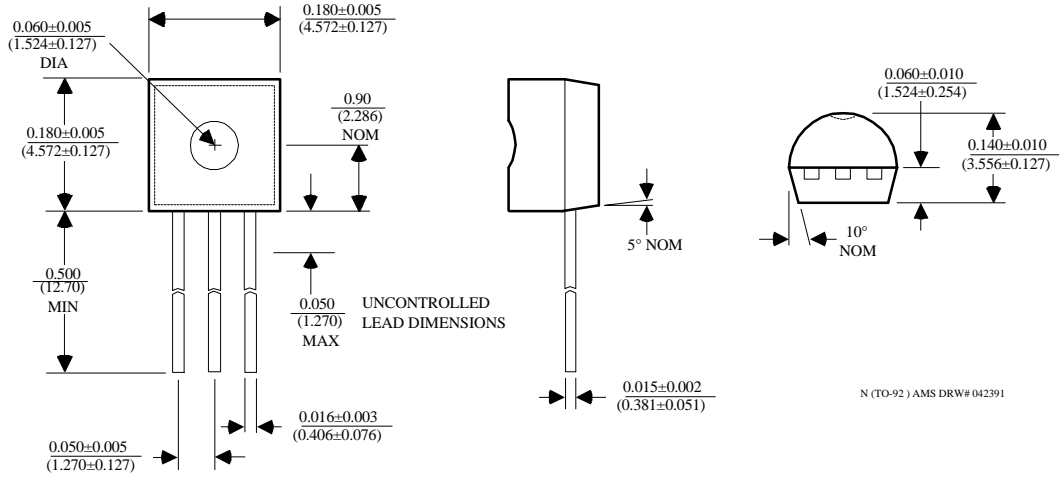 0.060±0.005
(1.524±0.127)
DIA
0.180±0.005
(4.572±0.127)
0.180±0.005
(4.572±0.127)
0.90
(2.286)
NOM
0.500
(12.70)
MIN
0.050
(1.270)
MAX
UNCONTROLLED
LEAD DIMENSIONS
0.016±0.003
(0.406±0.076)
0.050±0.005
(1.270±0.127)
5° NOM
0.015±0.002
(0.381±0.051)
0.060±0.010
(1.524±0.254)
0.140±0.010
(3.556±0.127)
10°
NOM
N (TO-92 ) AMS DRW# 042391